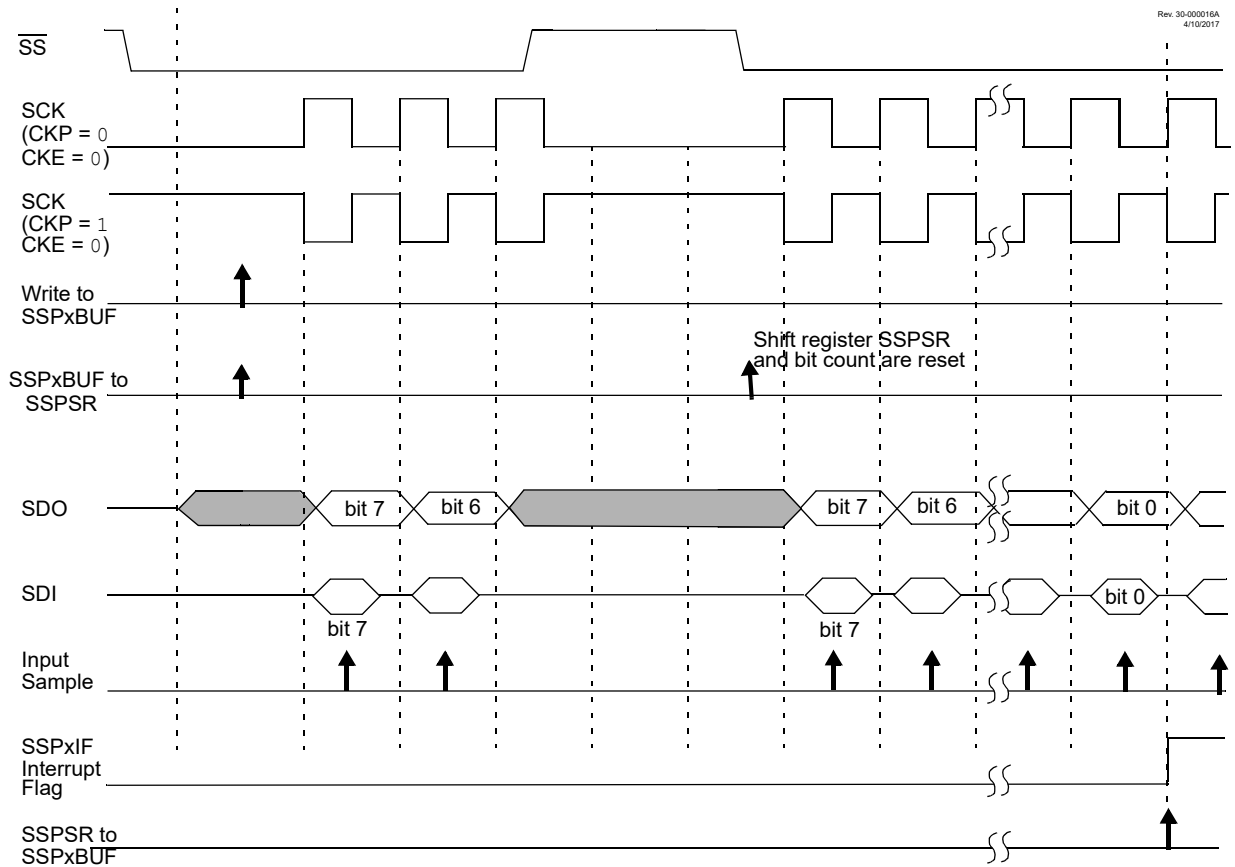 Rev. 30-000016A
4/10/2017
SS
SCK
(CKP = 0
CKE = 0)
SCK
(CKP = 1
CKE = 0)
Write to
SSPxBUF
Shift register SSPSR
and bit count are reset
SSPxBUF to
SSPSR
SDO
bit 7
bit 6
bit 7
bit 6
bit 0
SDI
bit 0
bit 7
bit 7
Input
Sample
SSPxIF
Interrupt
Flag
SSPSR to
SSPxBUF